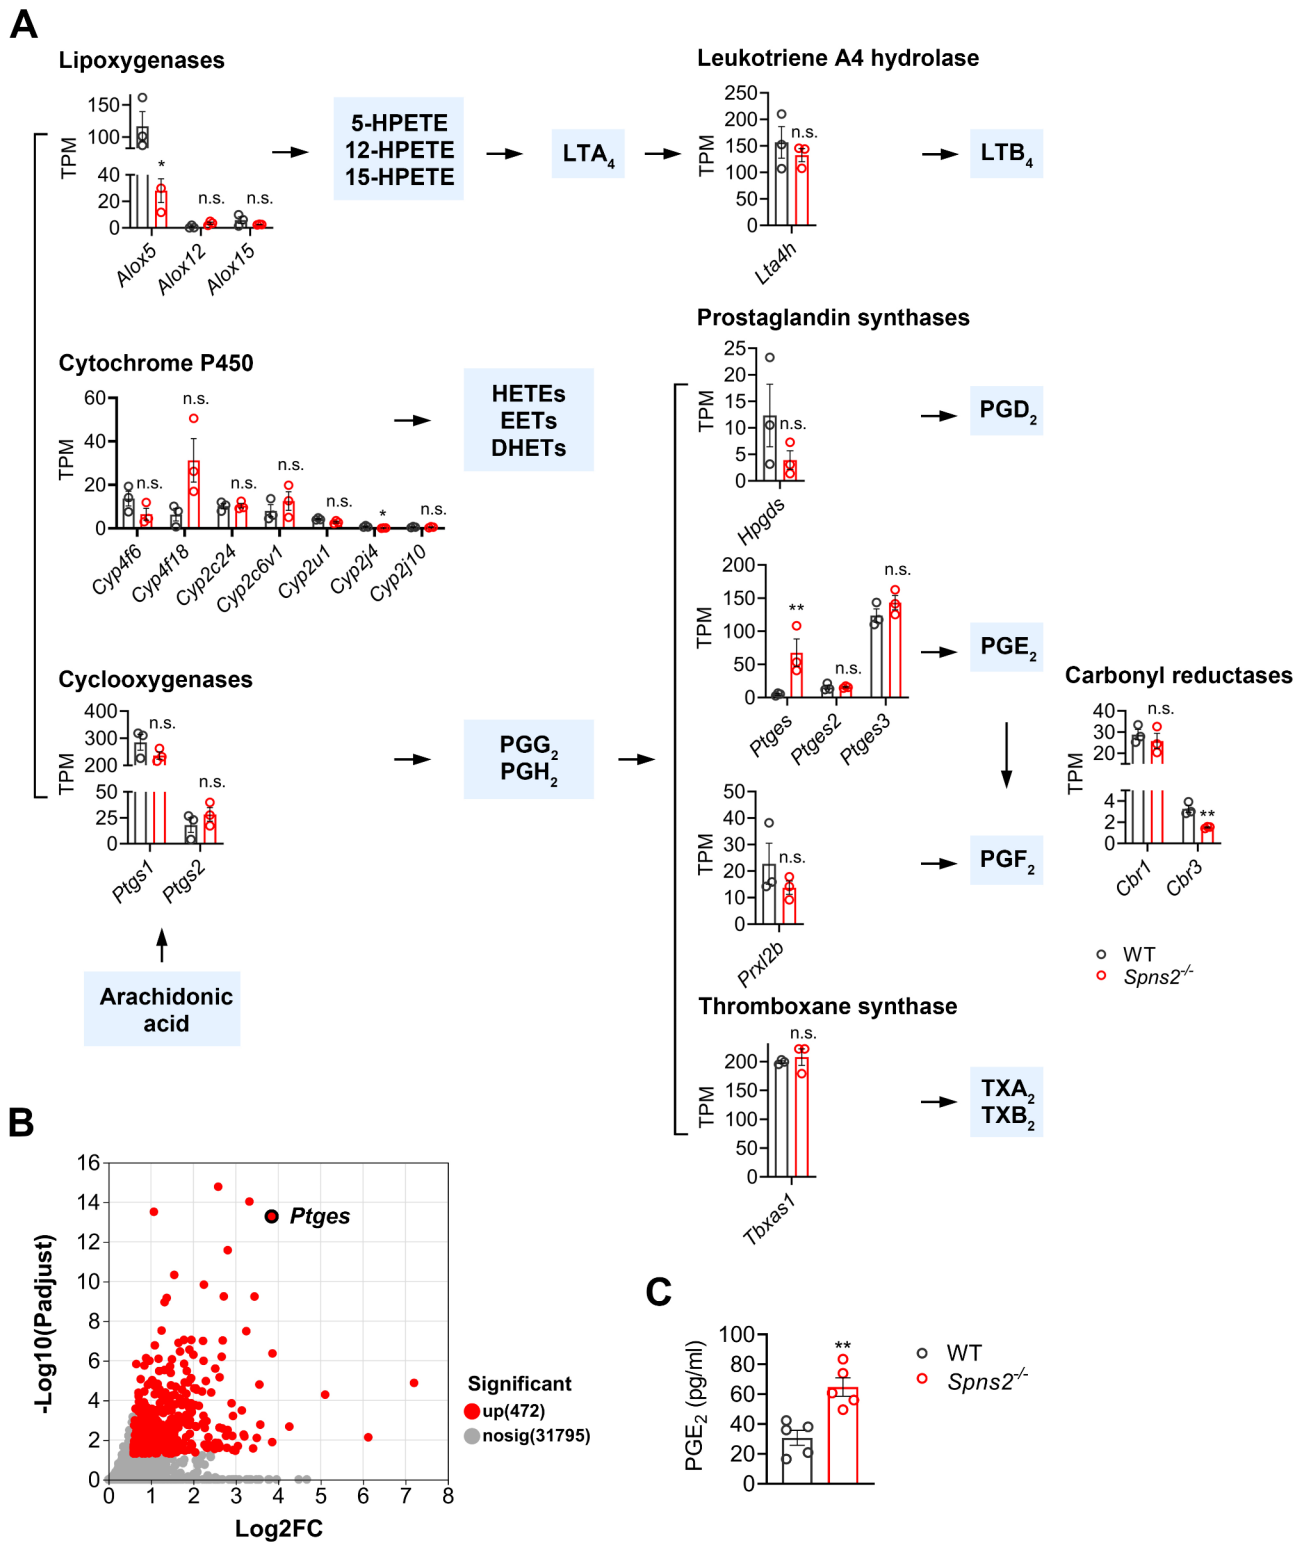 A
Lipoxygenases
TPM
150
100
40
20
0
*
n.s.
n.s.
Alox5
Alox12
Alox15
5-HPETE
12-HPETE
15-HPETE
LTA4
Leukotriene A4 hydrolase
TPM
250
200
150
100
50
0
n.s.
Lta4h
LTB4
Cytochrome P450
TPM
60
40
20
0
n.s.
n.s.
n.s.
n.s.
n.s.
*
n.s.
Cyp4f6
Cyp4f18
Cyp2c24
Cyp2c6v1
Cyp2u1
Cyp2j4
Cyp2j10
HETEs
EETs
DHETs
Cyclooxygenases
TPM
400
300
200
50
25
0
n.s.
n.s.
Ptgs1
Ptgs2
PGG2
PGH2
Arachidonic
acid
Prostaglandin synthases
TPM
25
20
15
10
5
0
n.s.
Hpgds
PGD2
TPM
200
150
100
50
0
**
n.s.
n.s.
Ptges
Ptges2
Ptges3
PGE2
TPM
50
40
30
20
10
0
n.s.
Prxl2b
PGF2
Carbonyl reductases
TPM
40
30
20
4
2
0
n.s.
**
Cbr1
Cbr3
WT
Spns2-/-
Thromboxane synthase
TPM
200
150
100
50
0
n.s.
Tbxas1
TXA2
TXB2
B
-Log10(Padjust)
16
14
12
10
8
6
4
2
0
Ptges
0 1 2 3 4 5 6 7 8
Log2FC
Significant
up(472)
nosig(31795)
C
PGE2 (pg/ml)
100
80
60
40
20
0
**
WT
Spns2-/-